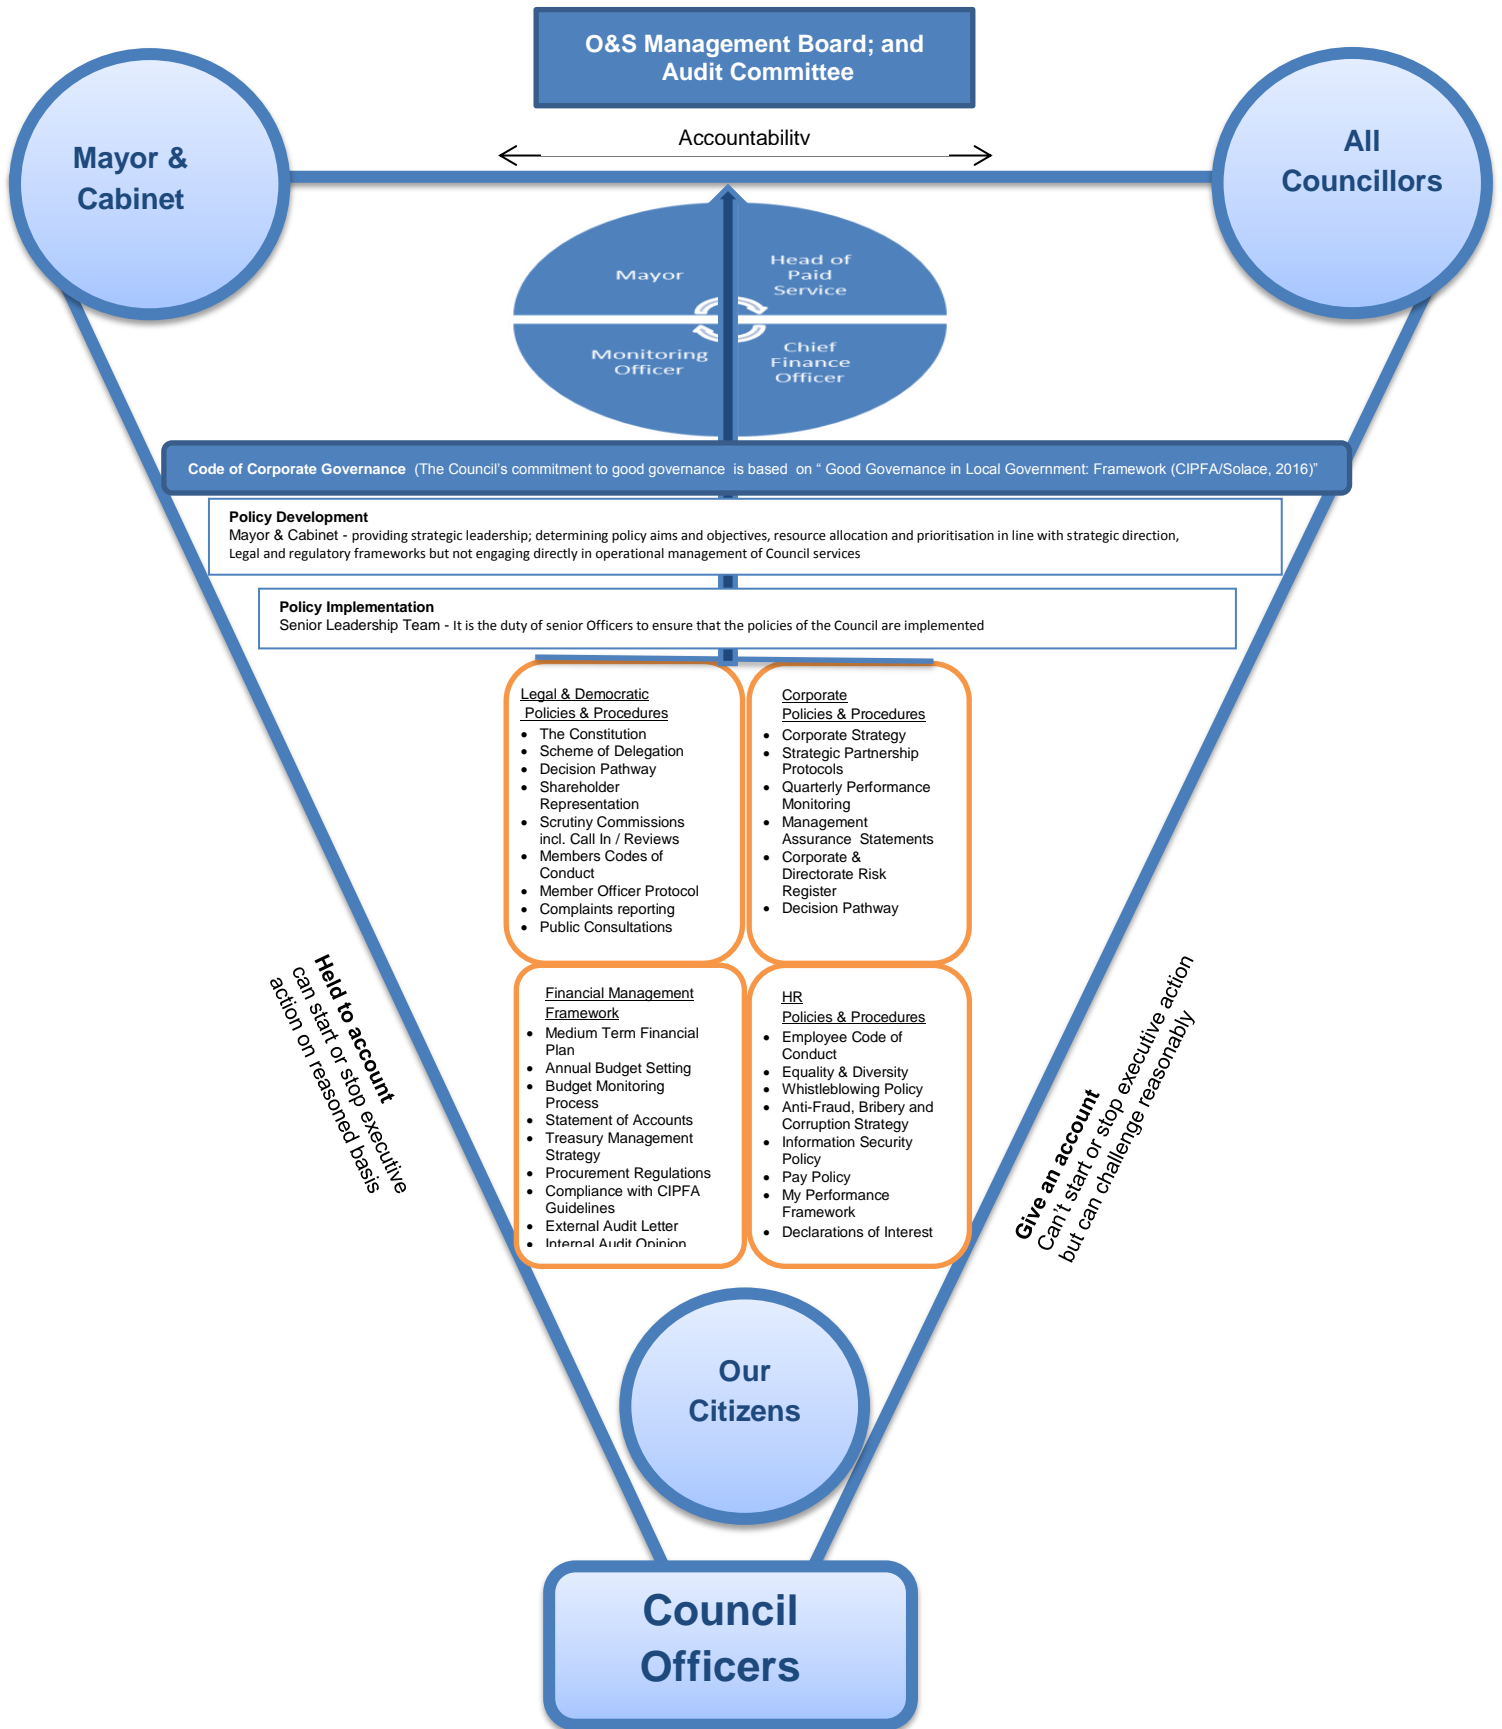 O&S Management Board; and
Audit Committee
Mayor &
Cabinet
Accountability
All
Councillors
Mayor
Head of
Paid
Service
Monitoring
Officer
Chief
Finance
Officer
Code of Corporate Governance (The Council's commitment to good governance is based on “ Good Governance in Local Government: Framework (CIPFA/Solace, 2016)”
Policy Development
Mayor & Cabinet - providing strategic leadership; determining policy aims and objectives, resource allocation and prioritisation in line with strategic direction,
Legal and regulatory frameworks but not engaging directly in operational management of Council services
Policy Implementation
Senior Leadership Team - It is the duty of senior Officers to ensure that the policies of the Council are implemented
Legal & Democratic
Policies & Procedures
• The Constitution
• Scheme of Delegation
• Decision Pathway
• Shareholder
Representation
• Scrutiny Commissions
incl. Call In / Reviews
• Members Codes of
Conduct
• Member Officer Protocol
• Complaints reporting
• Public Consultations
Corporate
Policies & Procedures
• Corporate Strategy
• Strategic Partnership
Protocols
• Quarterly Performance
Monitoring
• Management
Assurance Statements
• Corporate &
Directorate Risk
Register
• Decision Pathway
Held to account
can start or stop executive
action on reasoned basis
Financial Management
Framework
• Medium Term Financial
Plan
• Annual Budget Setting
• Budget Monitoring
Process
• Statement of Accounts
• Treasury Management
Strategy
• Procurement Regulations
• Compliance with CIPFA
Guidelines
• External Audit Letter
• Internal Audit Opinion
HR
Policies & Procedures
• Employee Code of
Conduct
• Equality & Diversity
• Whistleblowing Policy
• Anti-Fraud, Bribery and
Corruption Strategy
• Information Security
Policy
• Pay Policy
• My Performance
Framework
• Declarations of Interest
Give an account
Can't start or stop executive action
but can challenge reasonably
Our
Citizens
Council
Officers